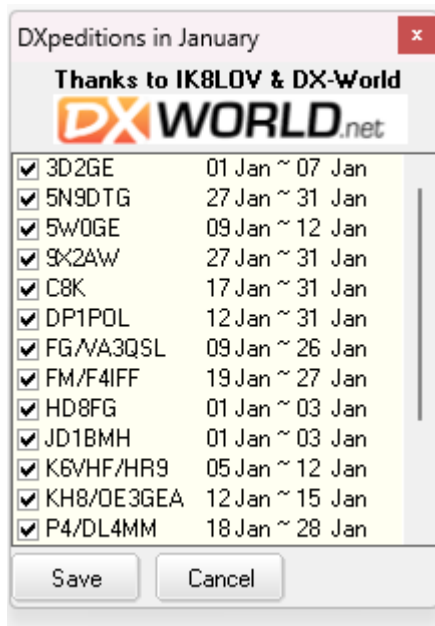 DXpeditions in January
x
Thanks to IK8LOV & DX-World
DX WORLD.net
3D2GE 01 Jan ~ 07 Jan
5N9DTG 27 Jan ~ 31 Jan
5W0GE 09 Jan ~ 12 Jan
9X2AW 27 Jan ~ 31 Jan
C8K 17 Jan ~ 31 Jan
DP1POL 12 Jan ~ 31 Jan
FG/VA3QSL 09 Jan ~ 26 Jan
FM/F4IFF 19 Jan ~ 27 Jan
HD8FG 01 Jan ~ 03 Jan
JD1BMH 01 Jan ~ 03 Jan
K6VHF/HR9 05 Jan ~ 12 Jan
KH8/OE3GEA 12 Jan ~ 15 Jan
P4/DL4MM 18 Jan ~ 28 Jan
Save Cancel